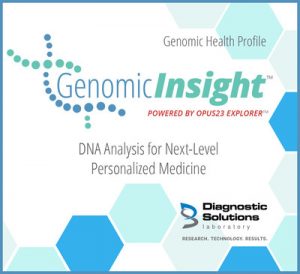 Genomic Health Profile
GenomicInsight™
POWERED BY OPUS23 EXPLORER™
DNA Analysis for Next-Level
Personalized Medicine
Diagnostic
Solutions
laboratory
RESEARCH. TECHNOLOGY. RESULTS.